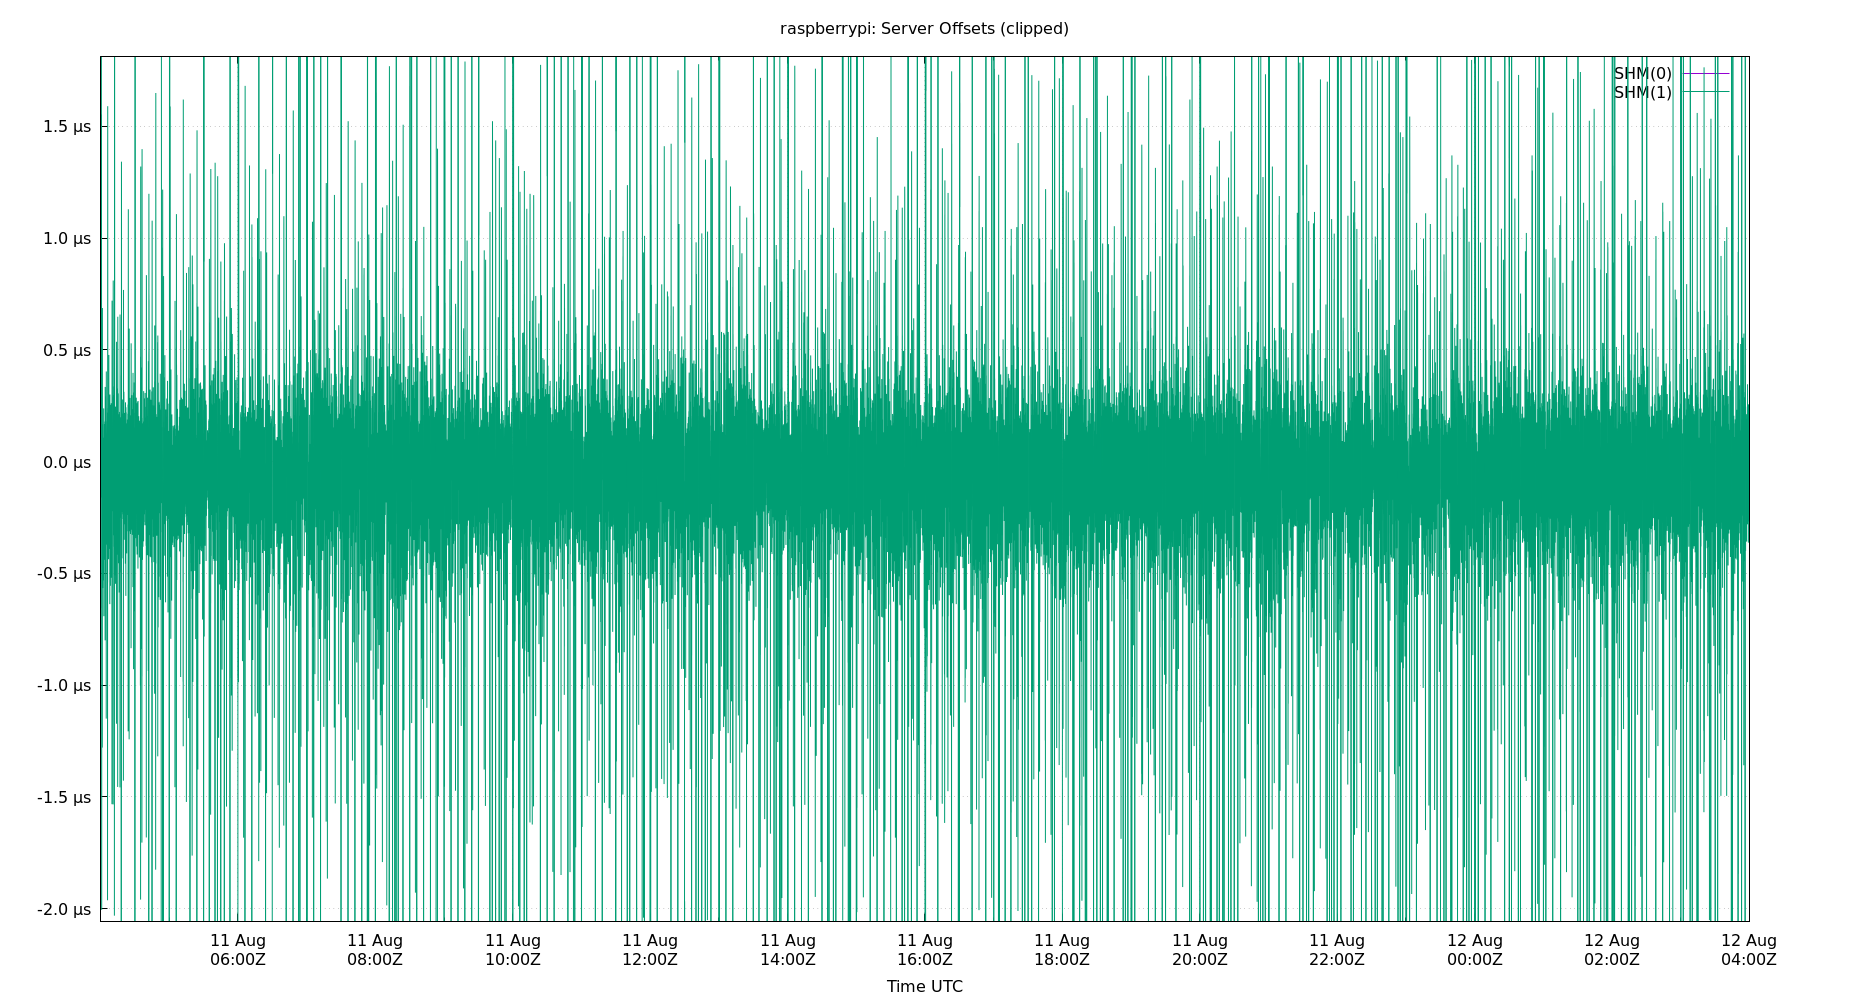 raspberrypi: Server Offsets (clipped)
SHM(0)
SHM(1)
1.5 µs
1.0 µs
0.5 µs
0.0 µs
-0.5 µs
-1.0 µs
-1.5 µs
-2.0 µs
11 Aug 11 Aug 11 Aug 11 Aug 11 Aug 11 Aug 11 Aug 11 Aug 11 Aug 12 Aug 12 Aug 12 Aug
06:00Z 08:00Z 10:00Z 12:00Z 14:00Z 16:00Z 18:00Z 20:00Z 22:00Z 00:00Z 02:00Z 04:00Z
Time UTC